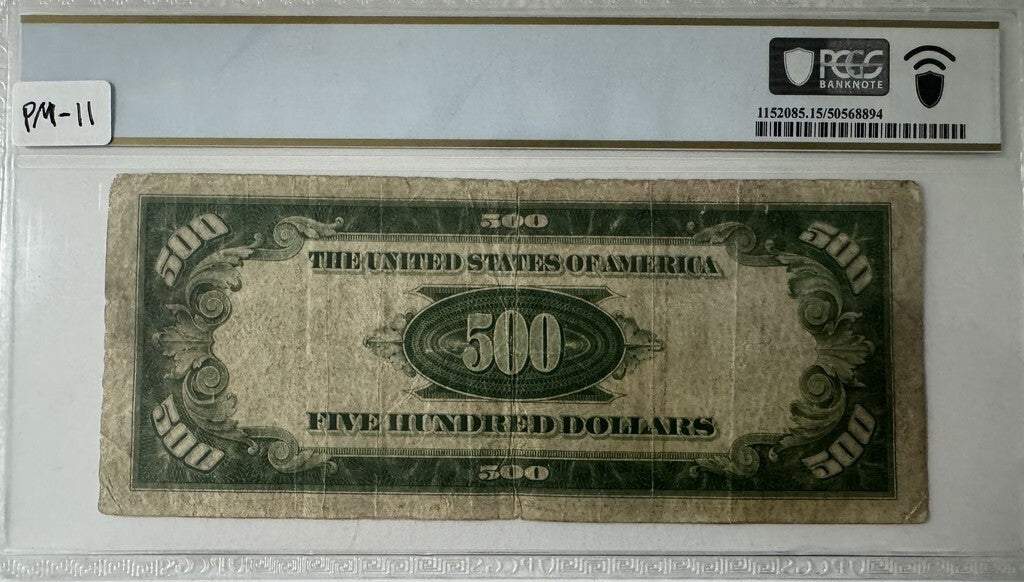 PM-11
PCGS
BANKNOTE
1152085.15/50568894
500
500 500
THE UNITED STATES OF AMERICA
500
FIVE HUNDRED DOLLARS
500 500
500